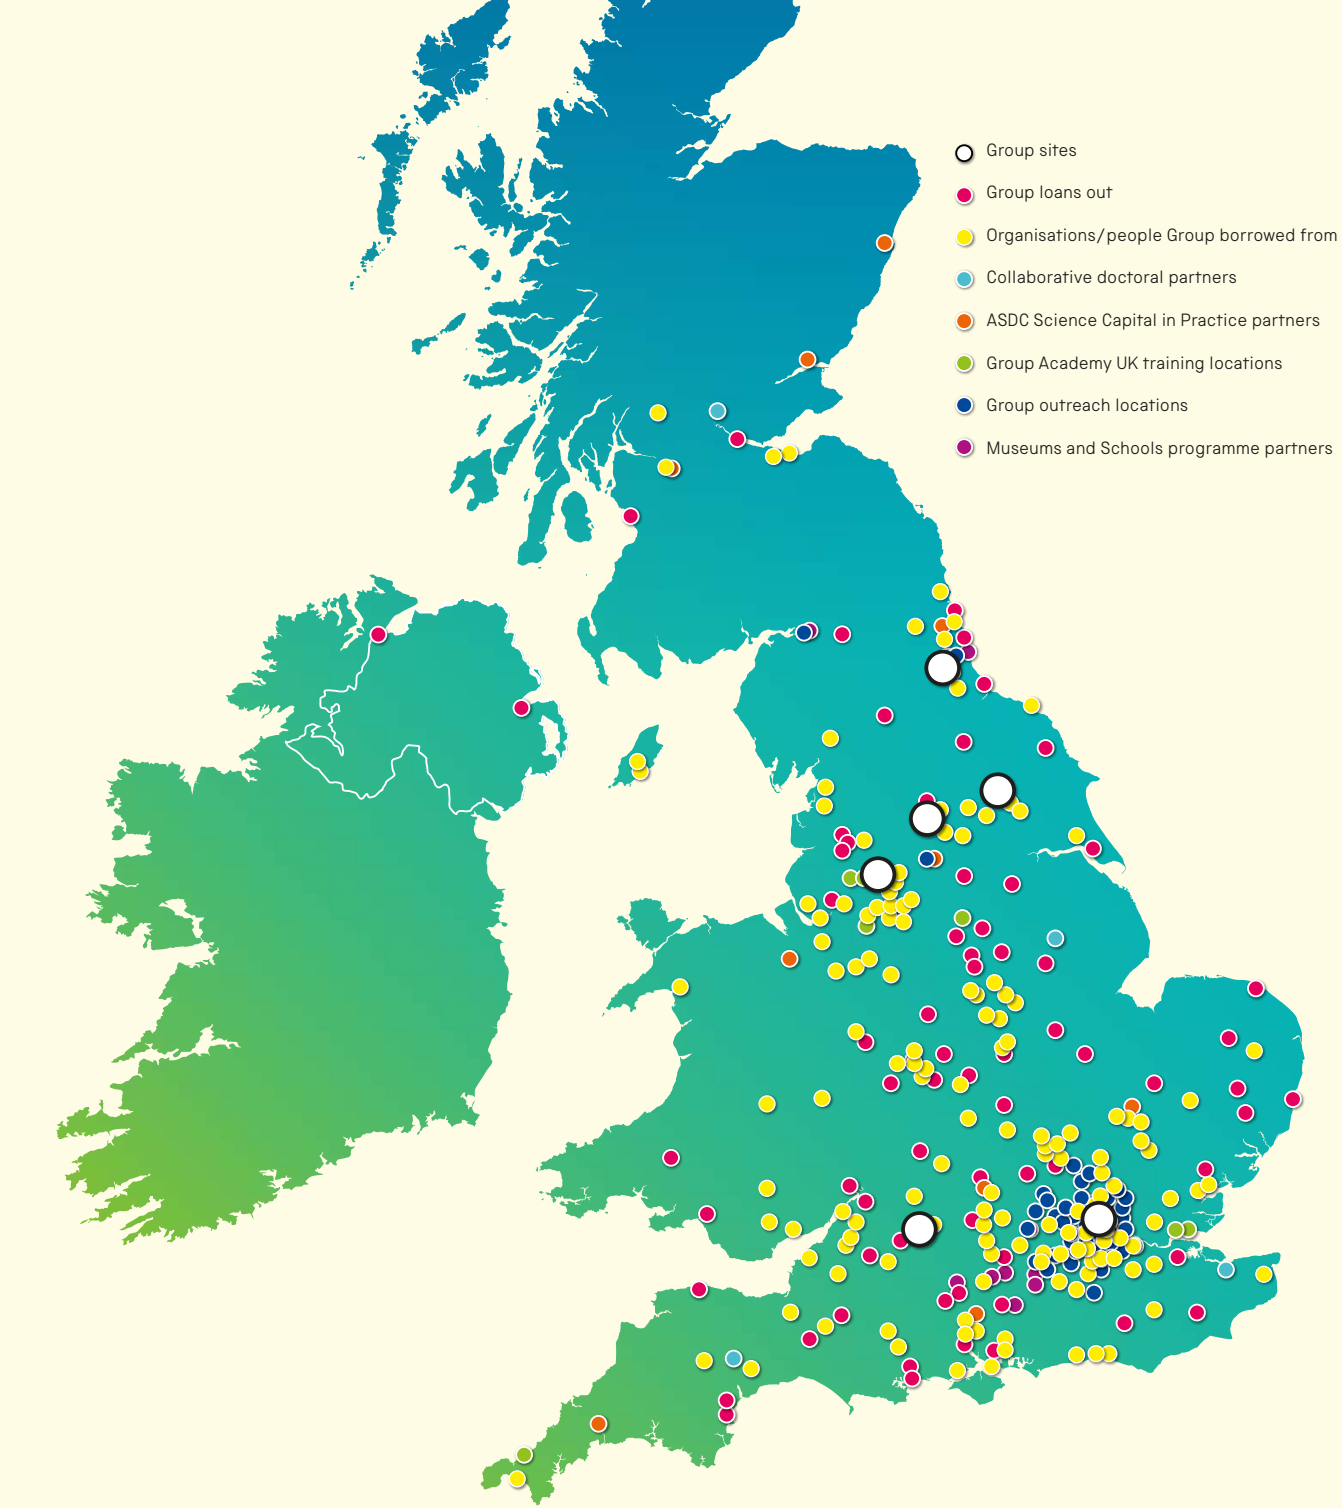 Group sites
Group loans out
Organisations/people Group borrowed from
Collaborative doctoral partners
ASDC Science Capital in Practice partners
Group Academy UK training locations
Group outreach locations
Museums and Schools programme partners